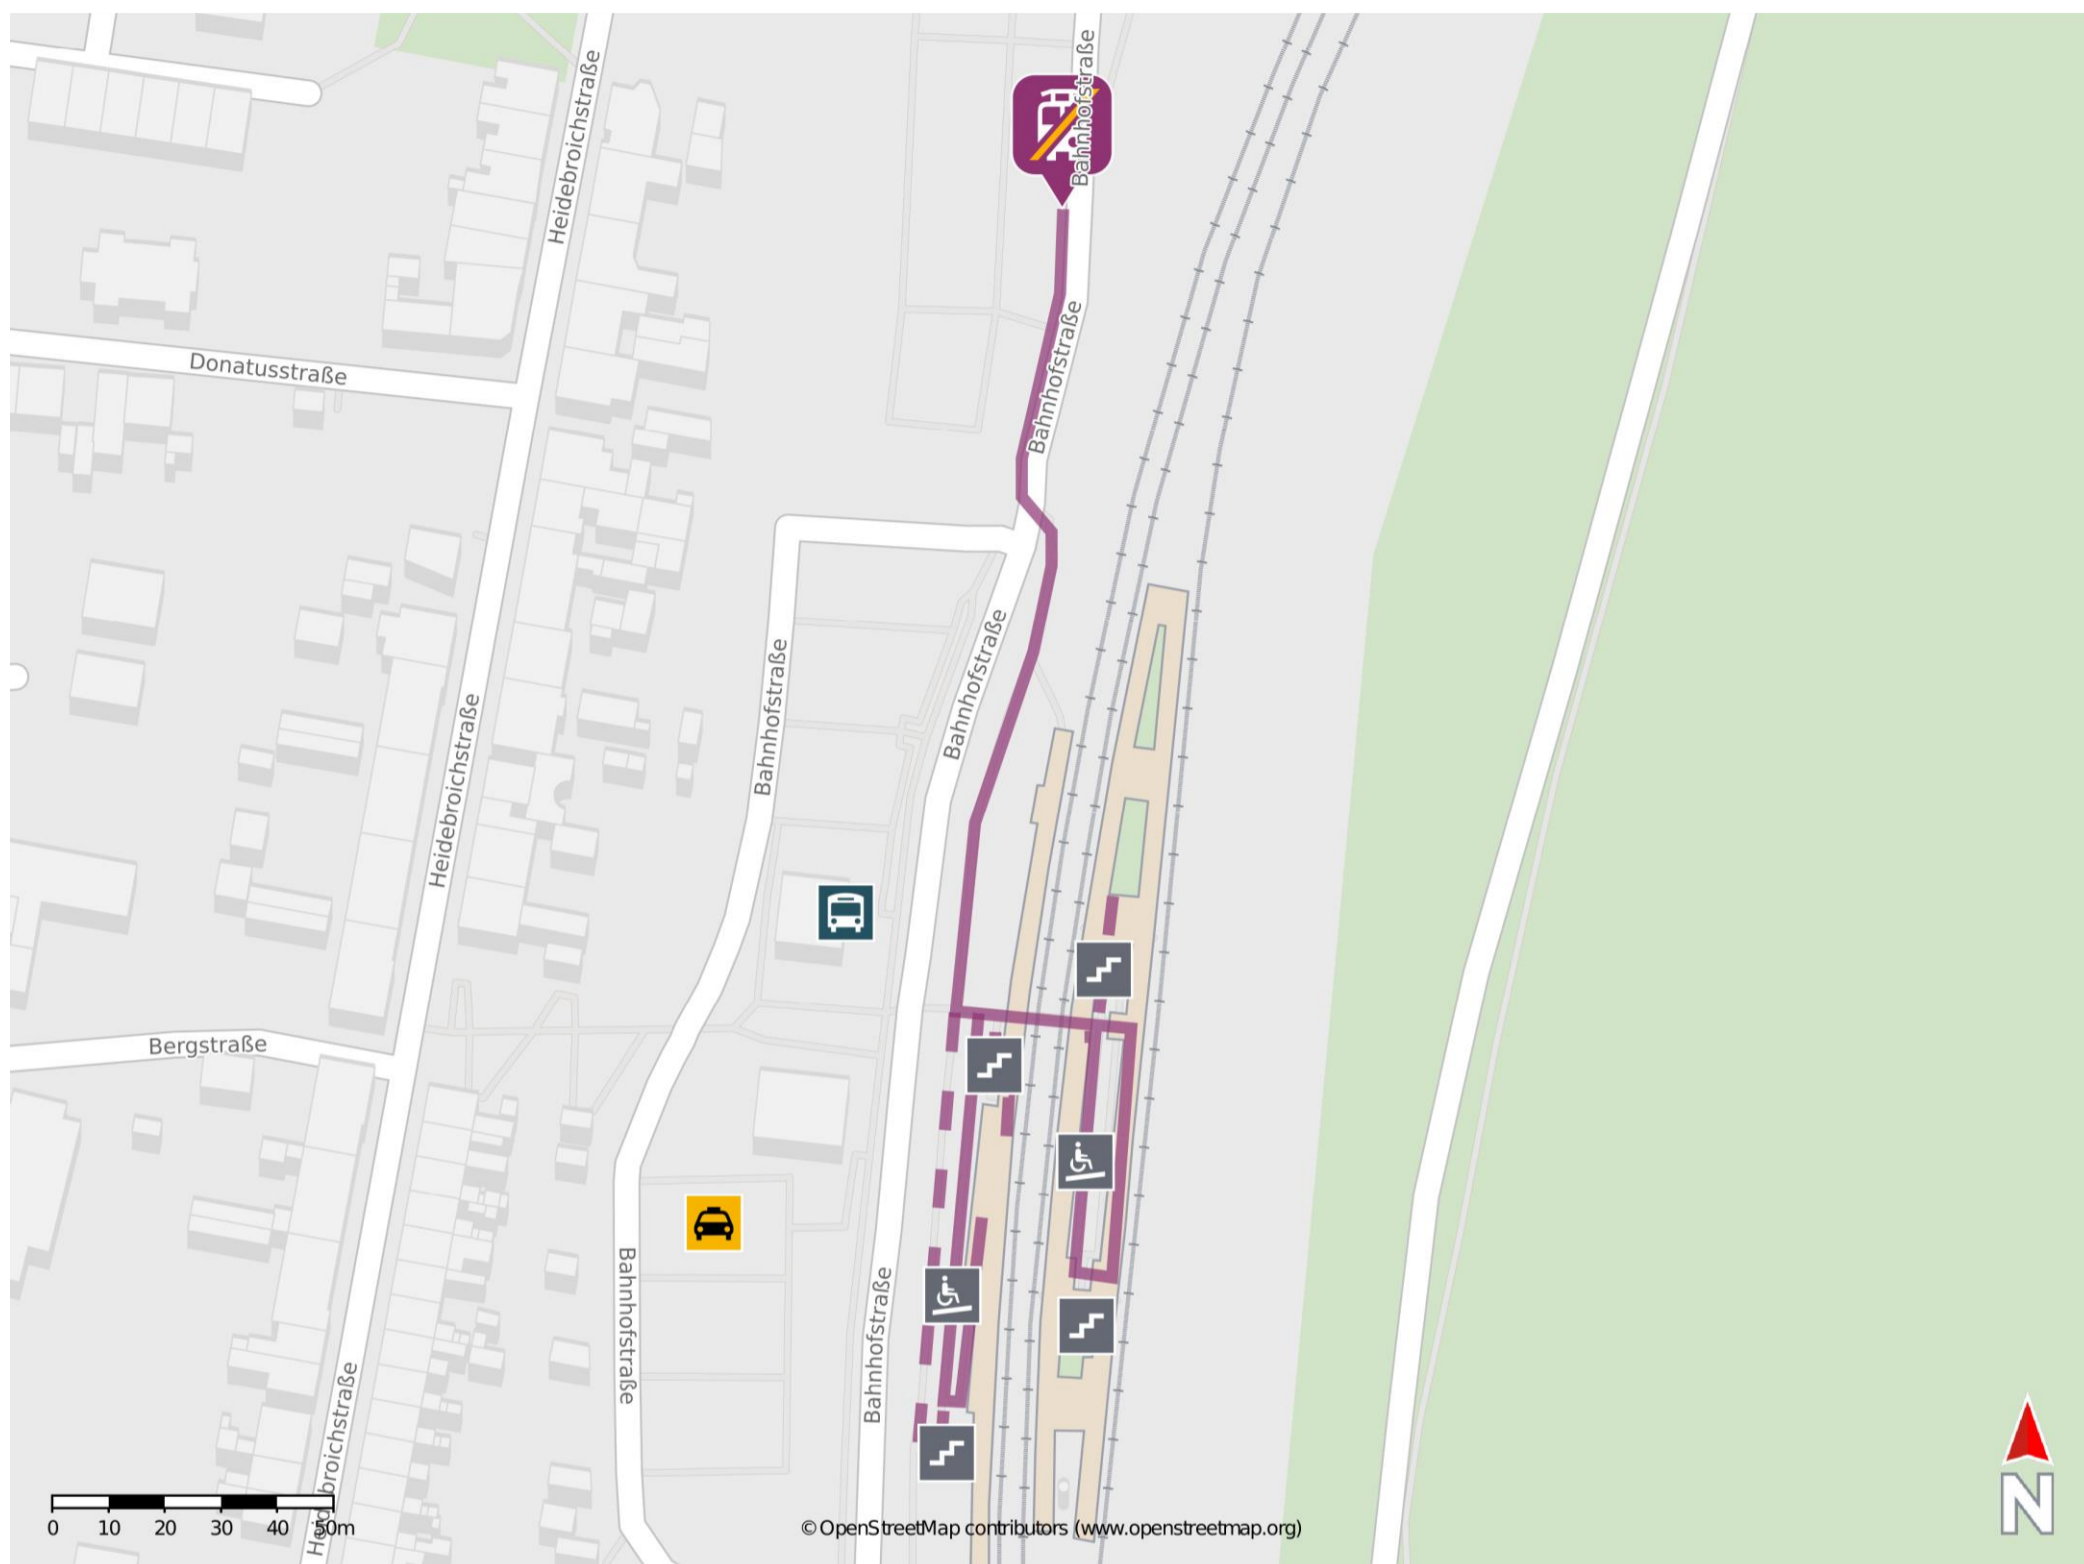 Bahnhofstraße
Heidebroichstraße
Bahnhofstraße
Donatusstraße
Bahnhofstraße
Bahnhofstraße
Heidebroichstraße
Bergstraße
Bahnhofstraße
Bahnhofstraße
Heidebroichstraße
0 10 20 30 40 50m
© OpenStreetMap contributors (www.openstreetmap.org)
N